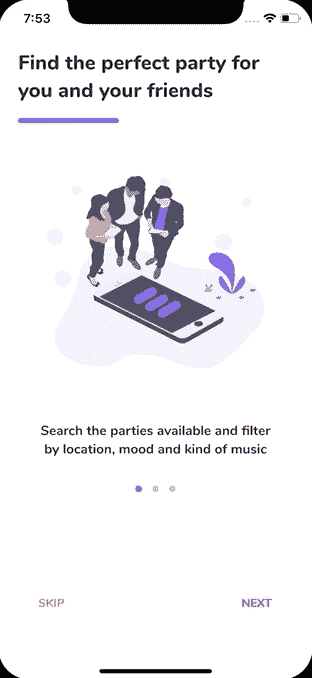 7:53
Find the perfect party for
you and your friends
Search the parties available and filter
by location, mood and kind of music
SKIP
NEXT